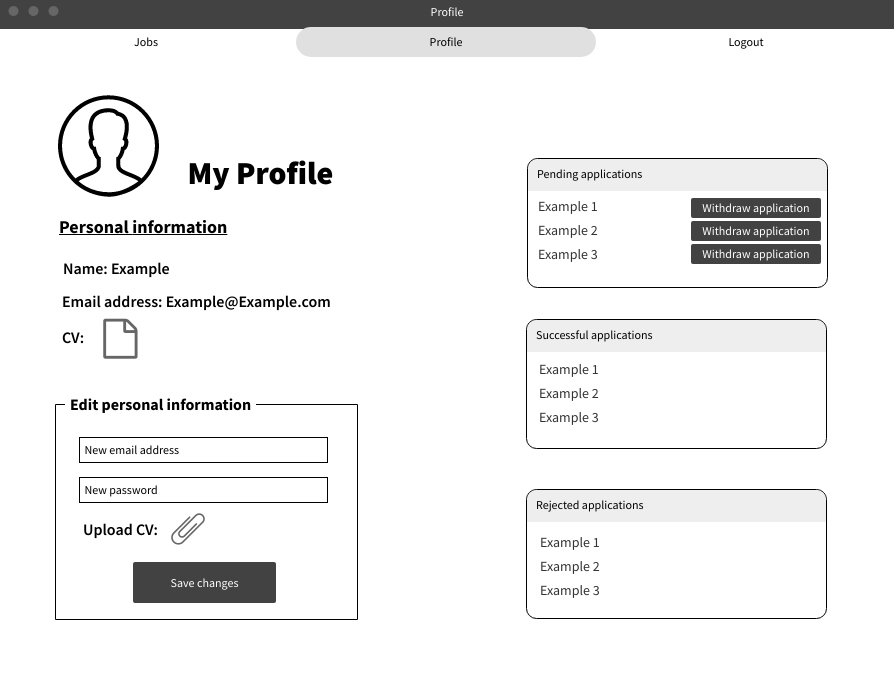 Profile
Jobs
Profile
Logout
My Profile
Personal information
Name: Example
Email address: Example@Example.com
CV:
Edit personal information
New email address
New password
Upload CV:
Save changes
Pending applications
Example 1 Withdraw application
Example 2 Withdraw application
Example 3 Withdraw application
Successful applications
Example 1
Example 2
Example 3
Rejected applications
Example 1
Example 2
Example 3